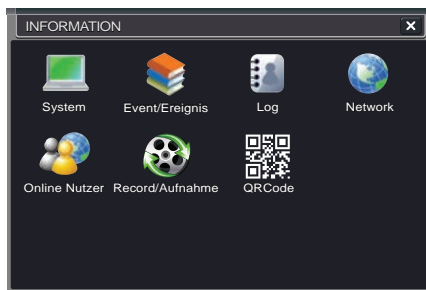 INFORMATION
System Event/Ereignis Log Network
Online Nutzer Record/Aufnahme QRCode